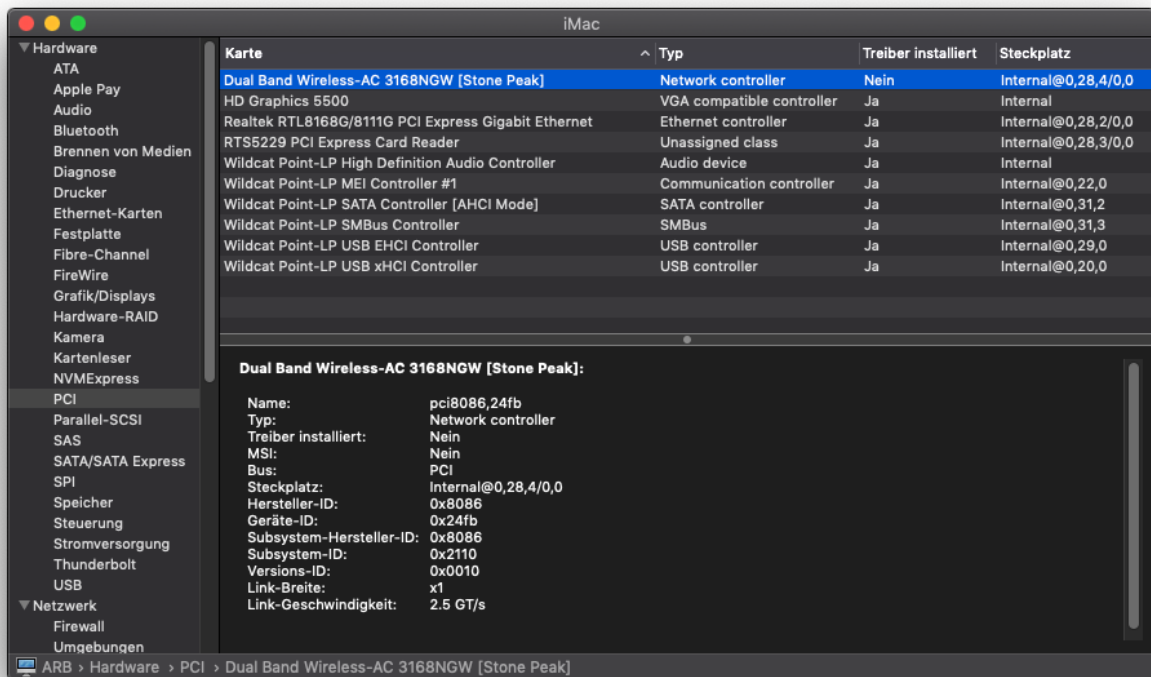 iMac
Hardware
ATA
Apple Pay
Audio
Bluetooth
Brennen von Medien
Diagnose
Drucker
Ethernet-Karten
Festplatte
Fibre-Channel
FireWire
Grafik/Displays
Hardware-RAID
Kamera
Kartenleser
NVMExpress
PCI
Parallel-SCSI
SAS
SATA/SATA Express
SPI
Speicher
Steuerung
Stromversorgung
Thunderbolt
USB
Netzwerk
Firewall
Umgebungen
Karte Typ Treiber installiert Steckplatz
Dual Band Wireless-AC 3168NGW [Stone Peak] Network controller Nein Internal@0,28,4/0,0
HD Graphics 5500 VGA compatible controller Ja Internal
Realtek RTL8168G/8111G PCI Express Gigabit Ethernet Ethernet controller Ja Internal@0,28,2/0,0
RTS5229 PCI Express Card Reader Unassigned class Ja Internal@0,28,3/0,0
Wildcat Point-LP High Definition Audio Controller Audio device Ja Internal
Wildcat Point-LP MEI Controller #1 Communication controller Ja Internal@0,22,0
Wildcat Point-LP SATA Controller [AHCI Mode] SATA controller Ja Internal@0,31,2
Wildcat Point-LP SMBus Controller SMBus Ja Internal@0,31,3
Wildcat Point-LP USB EHCI Controller USB controller Ja Internal@0,29,0
Wildcat Point-LP USB xHCI Controller USB controller Ja Internal@0,20,0
Dual Band Wireless-AC 3168NGW [Stone Peak]:
Name: pci8086,24fb
Typ: Network controller
Treiber installiert: Nein
MSI: Nein
Bus: PCI
Steckplatz: Internal@0,28,4/0,0
Hersteller-ID: 0x8086
Geräte-ID: 0x24fb
Subsystem-Hersteller-ID: 0x8086
Subsystem-ID: 0x2110
Versions-ID: 0x0010
Link-Breite: x1
Link-Geschwindigkeit: 2.5 GT/s
ARB › Hardware › PCI › Dual Band Wireless-AC 3168NGW [Stone Peak]